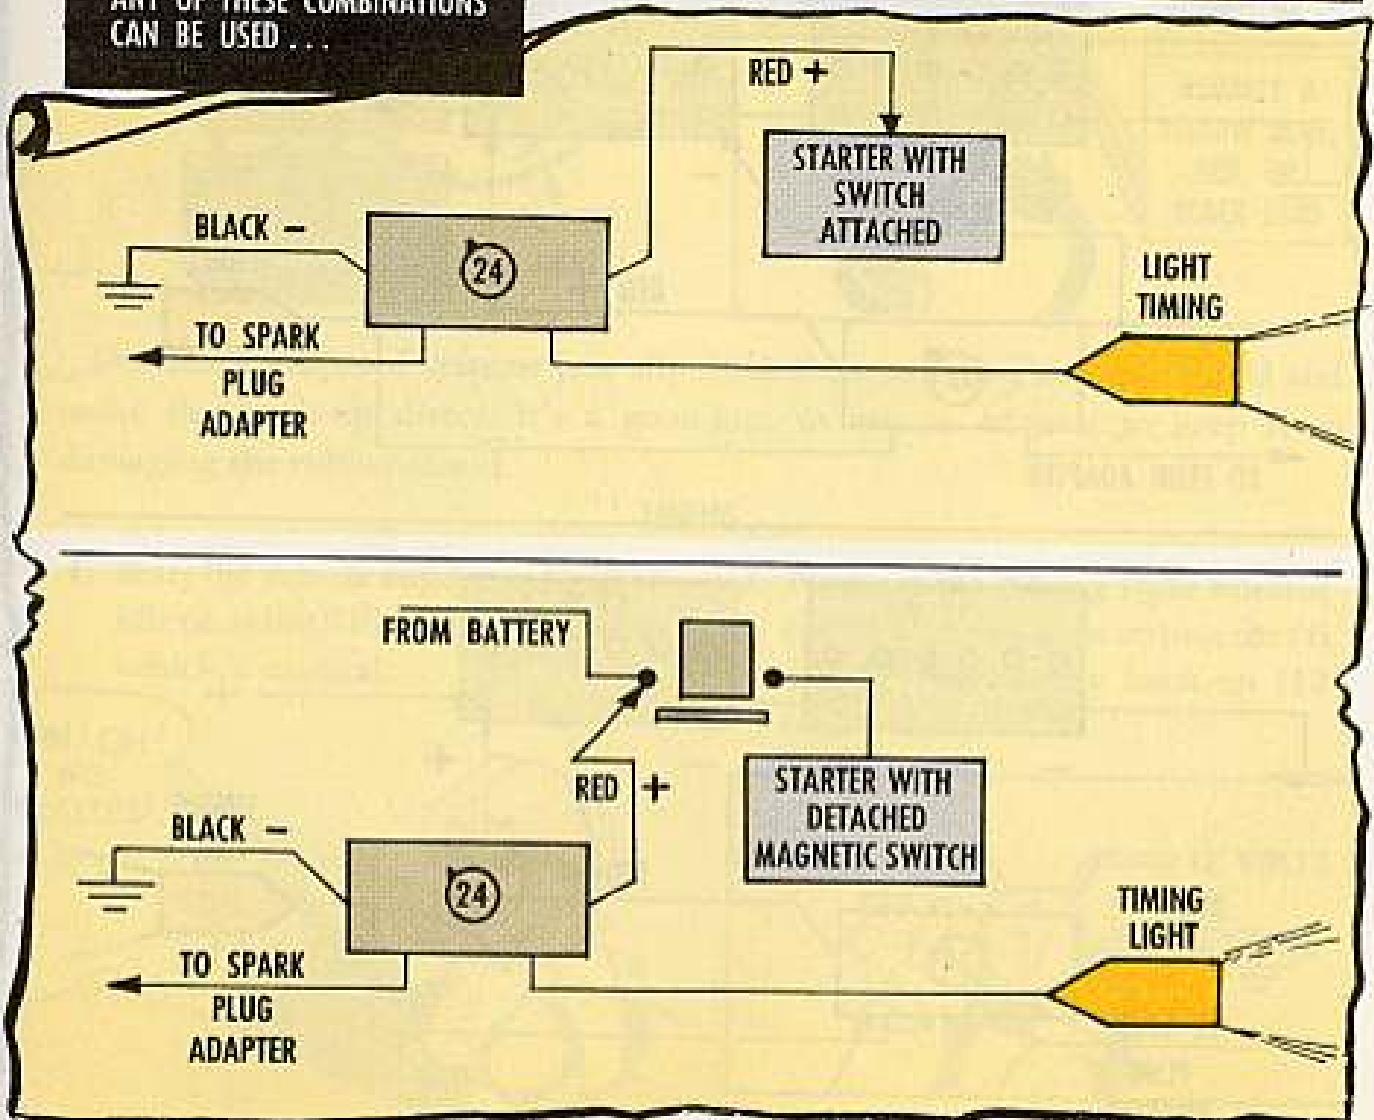 ANY OF THESE COMBINATIONS
CAN BE USED...
RED +
STARTER WITH
SWITCH
ATTACHED
BLACK -
24
TO SPARK
PLUG
ADAPTER
LIGHT
TIMING
FROM BATTERY
RED +
STARTER WITH
DETACHED
MAGNETIC SWITCH
BLACK -
24
TO SPARK
PLUG
ADAPTER
TIMING
LIGHT